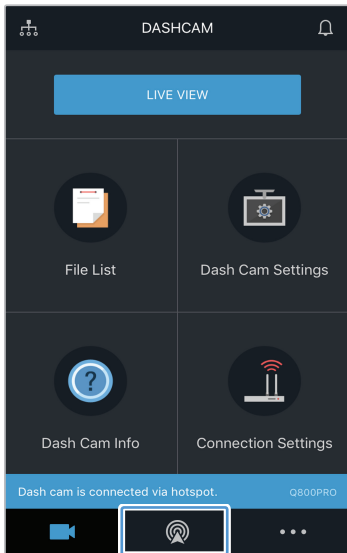 DASHCAM
LIVE VIEW
File List
Dash Cam Settings
Dash Cam Info
Connection Settings
Dash cam is connected via hotspot.
Q800PRO